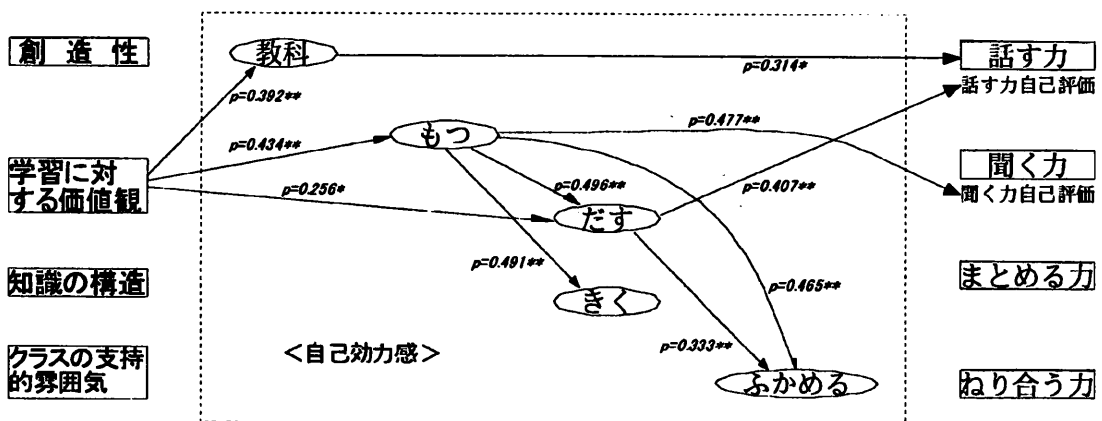 創造性
教科
話す力
p=0.314*
話す力自己評価
p=0.392**
もつ
p=0.477**
p=0.434**
聞く力
学習に対
する価値観
p=0.256*
p=0.496**
p=0.407**
聞く力自己評価
だす
p=0.491**
知識の構造
きく
p=0.465**
まとめる力
クラスの支持
的雰囲気
<自己効力感>
p=0.333**
ふかめる
ねり合う力